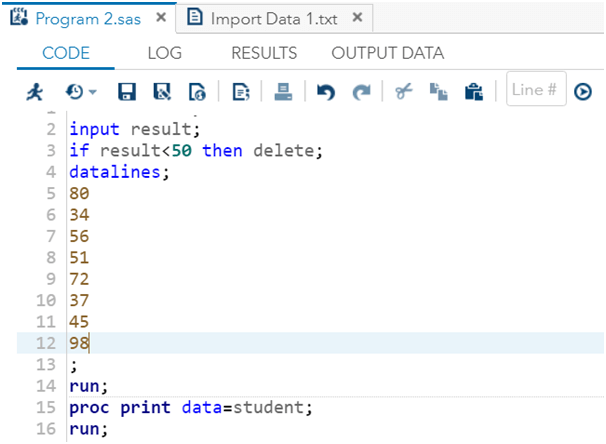 Program 2.sas Import Data 1.txt
CODE LOG RESULTS OUTPUT DATA
Line #
2 input result;
3 if result<50 then delete;
4 datalines;
5 80
6 34
7 56
8 51
9 72
10 37
11 45
12 98
13 ;
14 run;
15 proc print data=student;
16 run;